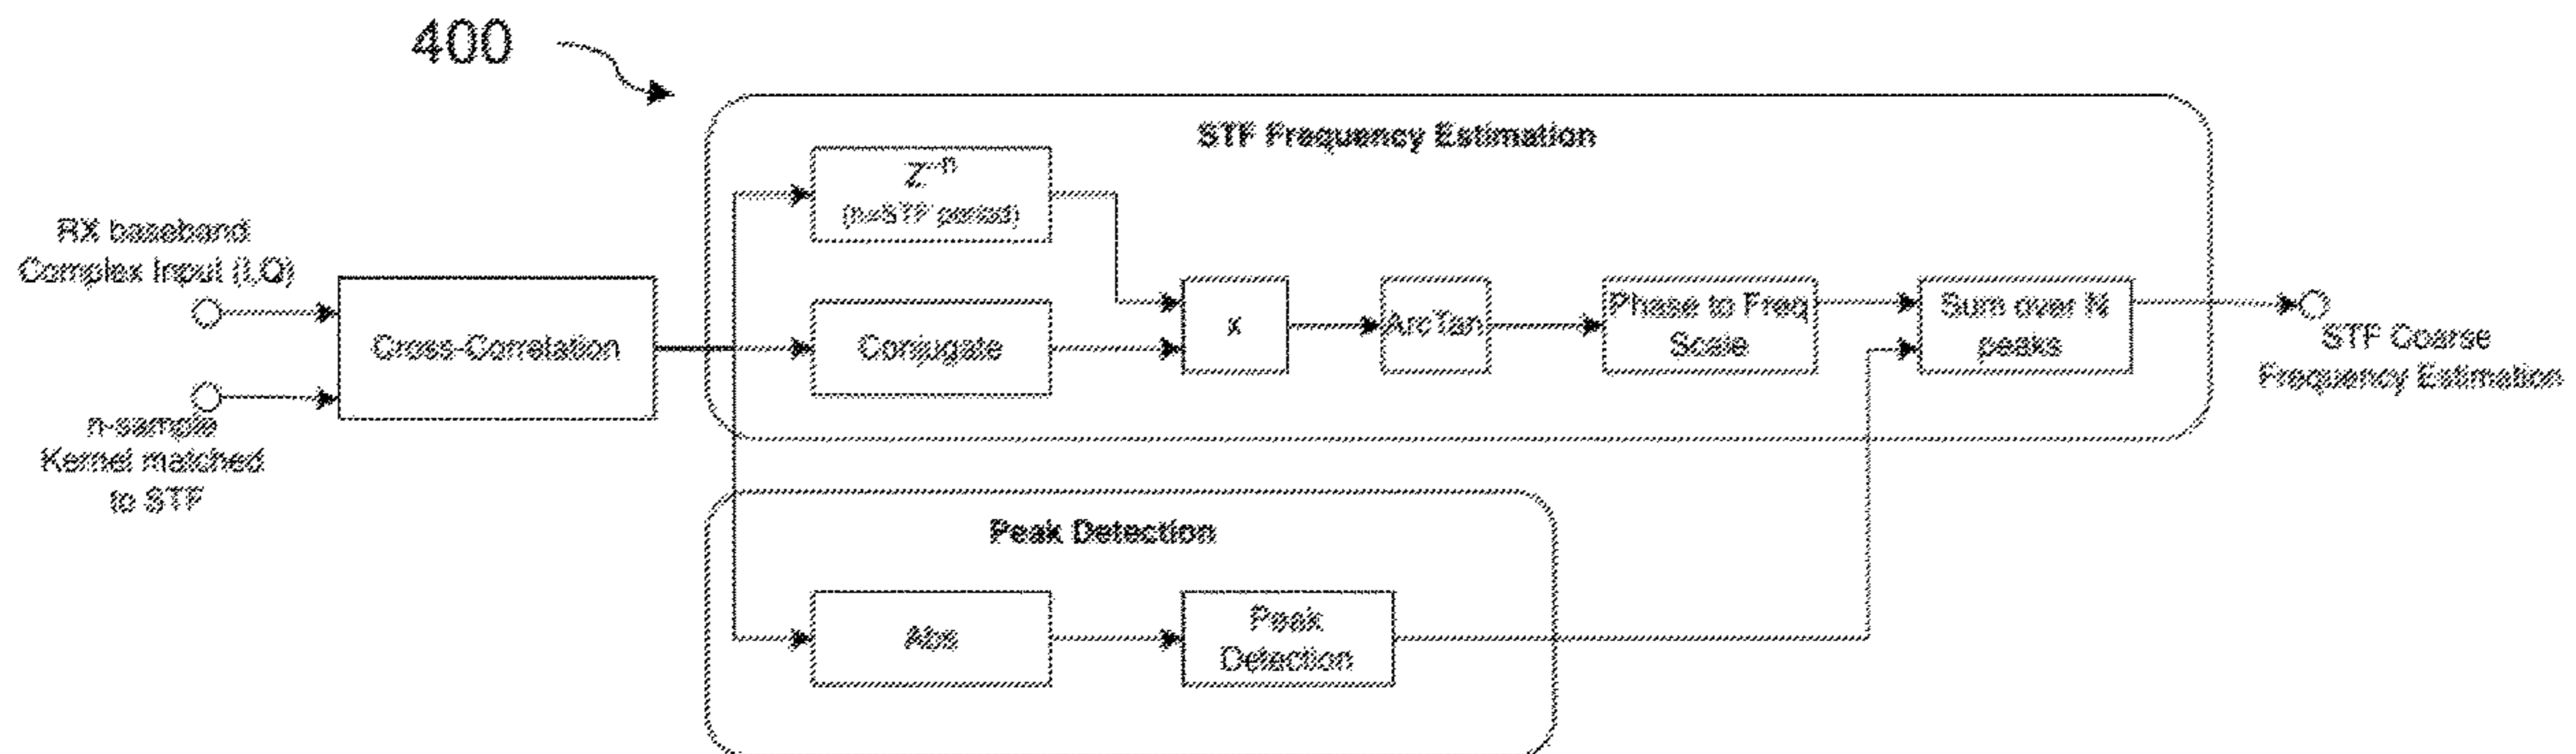 400
STF Frequency Estimation
Z⁻ⁿ
(n=STF period)
RX baseband
Complex Input (I,Q)
Cross-Correlation
Conjugate
x
ArcTan
Phase to Freq
Scale
Sum over N
peaks
STF Coarse
Frequency Estimation
n-sample
Kernel matched
to STF
Peak Detection
Abs
Peak
Detection